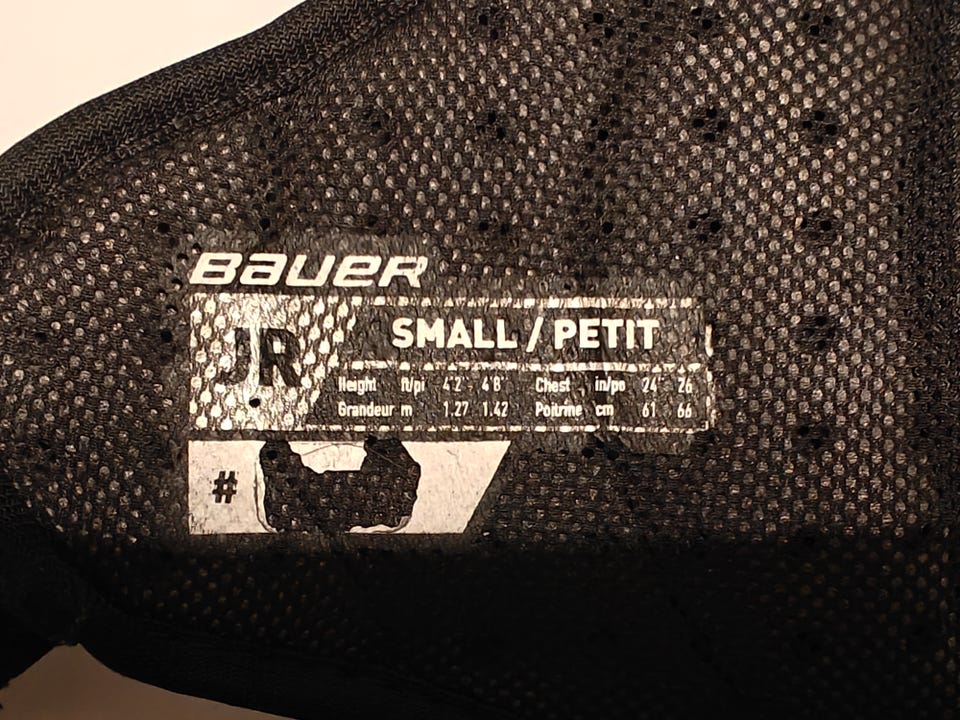 BAUER
JR
SMALL / PETIT
Height ft/pi 4'2" 4'8" Chest in/po 24" 26
Grandeur m 1.27 1.42 Poitrine cm 61 66
#